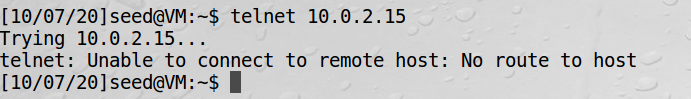 [10/07/20]seed@VM:~$ telnet 10.0.2.15
Trying 10.0.2.15...
telnet: Unable to connect to remote host: No route to host
[10/07/20]seed@VM:~$